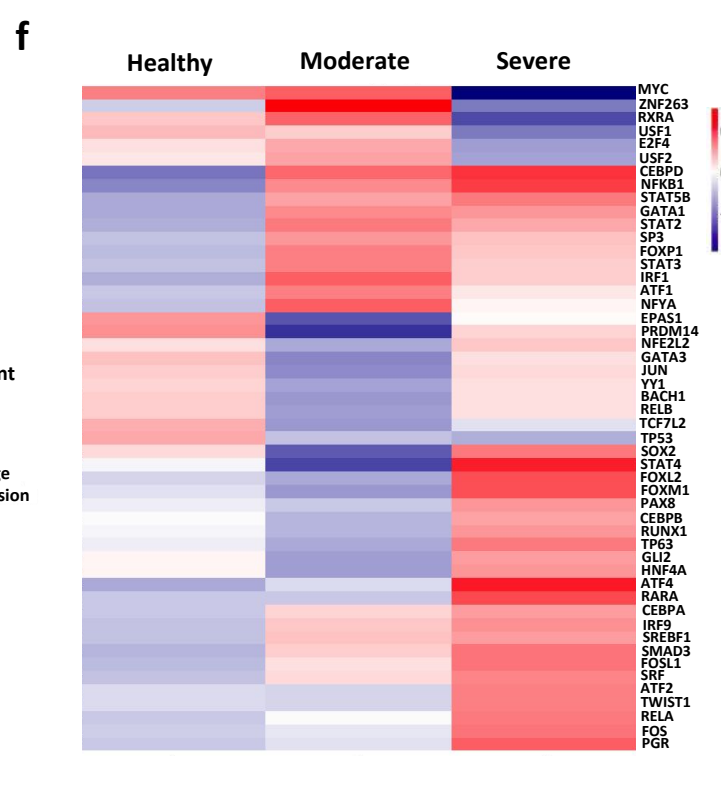 f
Healthy Moderate Severe
MYC
ZNF263
RXRA
USF1
E2F4
USF2
CEBPD
NFKB1
STAT5B
GATA1
STAT2
SP3
FOXP1
STAT3
IRF1
ATF1
NFYA
EPAS1
PRDM14
NFE2L2
GATA3
JUN
YY1
BACH1
RELB
TCF7L2
TP53
SOX2
STAT4
FOXL2
FOXM1
PAX8
CEBPB
RUNX1
TP63
GLI2
HNF4A
ATF4
RARA
CEBPA
IRF9
SREBF1
SMAD3
FOSL1
SRF
ATF2
TWIST1
RELA
FOS
PGR
nt
sion